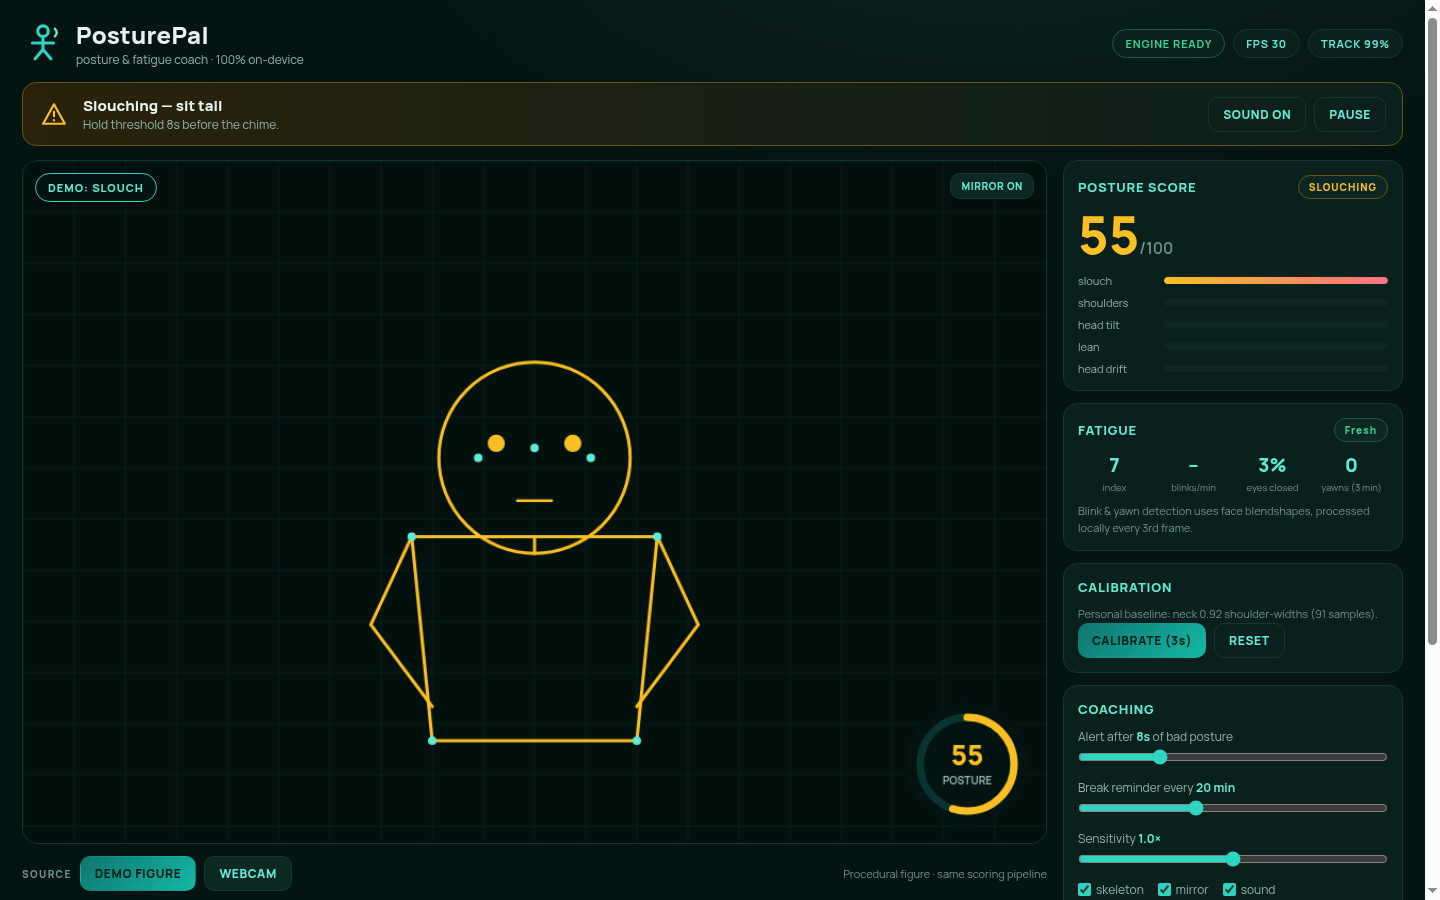 PosturePal
posture & fatigue coach · 100% on-device
ENGINE READY
FPS 30
TRACK 99%
Slouching — sit tall
Hold threshold 8s before the chime.
SOUND ON
PAUSE
DEMO: SLOUCH
MIRROR ON
55
POSTURE
SOURCE
DEMO FIGURE
WEBCAM
Procedural figure · same scoring pipeline
POSTURE SCORE
SLOUCHING
55/100
slouch
shoulders
head tilt
lean
head drift
FATIGUE
Fresh
7
index
–
blinks/min
3%
eyes closed
0
yawns (3 min)
Blink & yawn detection uses face blendshapes, processed
locally every 3rd frame.
CALIBRATION
Personal baseline: neck 0.92 shoulder-widths (91 samples).
CALIBRATE (3s)
RESET
COACHING
Alert after 8s of bad posture
Break reminder every 20 min
Sensitivity 1.0×
skeleton
mirror
sound